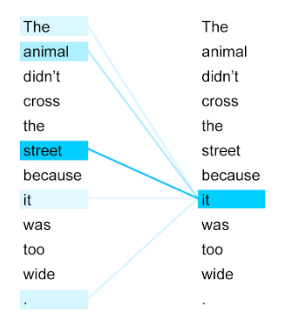 The The
animal animal
didn't didn't
cross cross
the the
street street
because because
it it
was was
too too
wide wide
. .